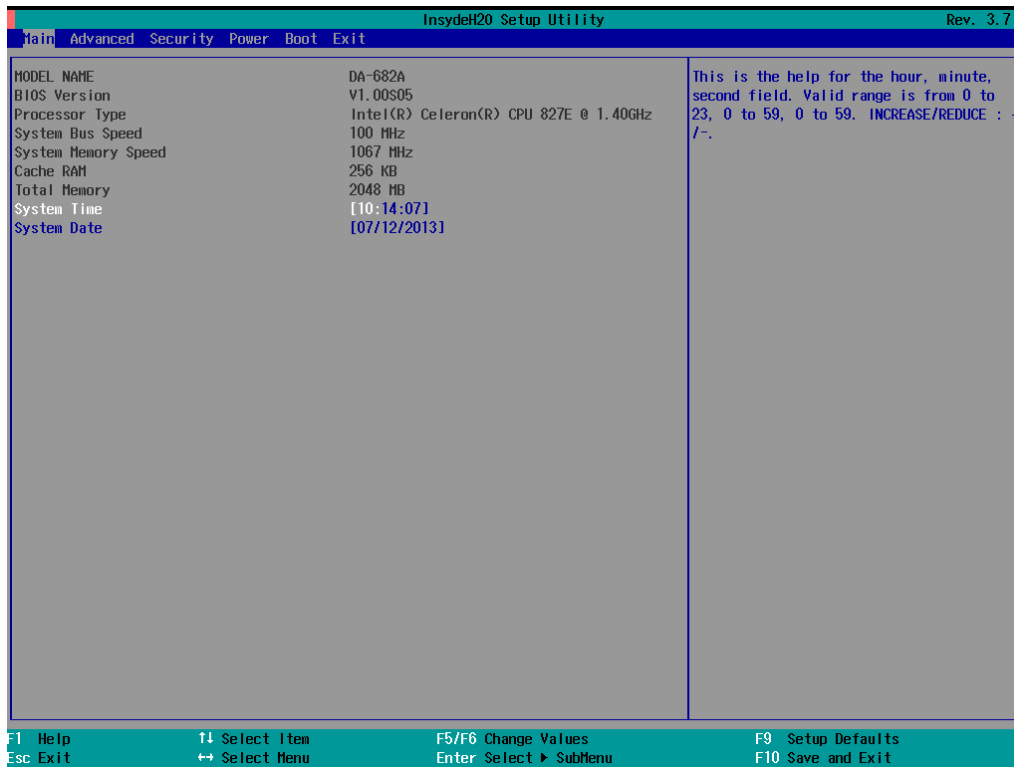 InsydeH20 Setup Utility Rev. 3.7
Main Advanced Security Power Boot Exit
MODEL NAME DA-682A
BIOS Version V1.00S05
Processor Type Intel(R) Celeron(R) CPU 827E @ 1.40GHz
System Bus Speed 100 MHz
System Memory Speed 1067 MHz
Cache RAM 256 KB
Total Memory 2048 MB
System Time [10:14:07]
System Date [07/12/2013]
This is the help for the hour, minute,
second field. Valid range is from 0 to
23, 0 to 59, 0 to 59. INCREASE/REDUCE :
/-.
F1 Help ↑↓ Select Item F5/F6 Change Values F9 Setup Defaults
Esc Exit ↔ Select Menu Enter Select ▶ SubMenu F10 Save and Exit